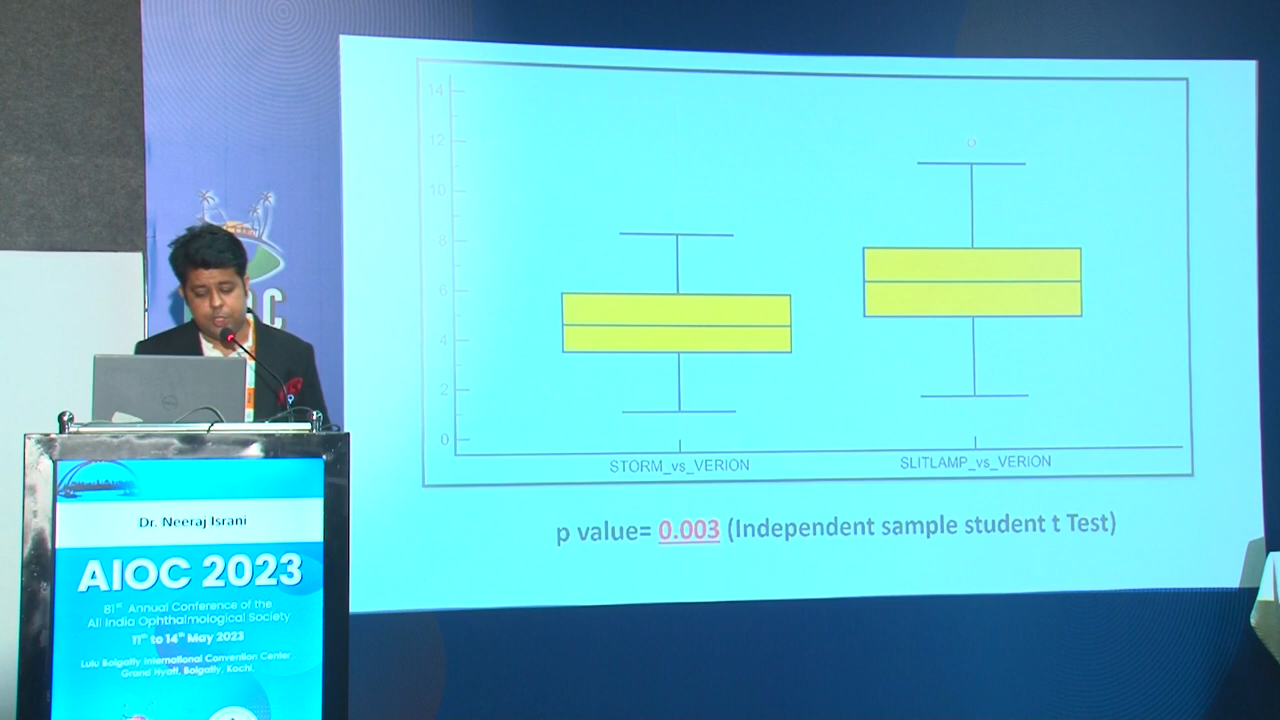 14
12
10
8
6
4
2
0
STORM_vs_VERION
SLITLAMP_vs_VERION
p value= 0.003 (Independent sample student t Test)
Dr. Neeraj Israni
AIOC 2023
81st Annual Conference of the
All India Ophthalmological Society
11th to 14th May 2023
Lulu Bolgatty International Convention Center,
Grand Hyatt, Bolgatty, Kochi.